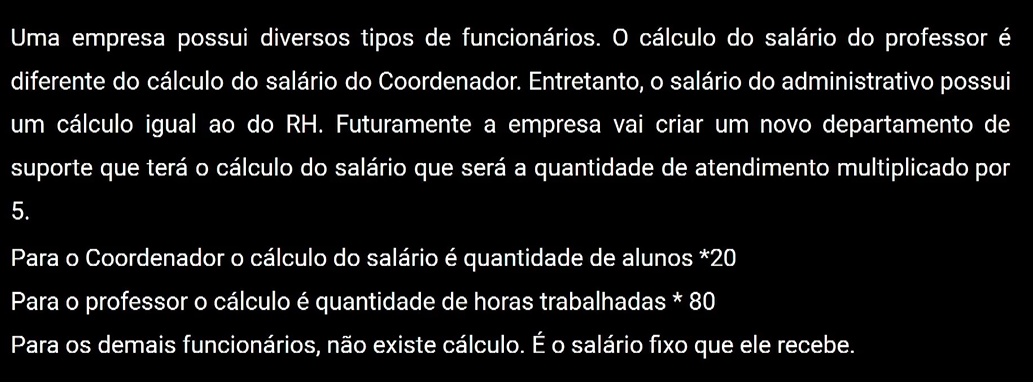 Uma empresa possui diversos tipos de funcionários. O cálculo do salário do professor é
diferente do cálculo do salário do Coordenador. Entretanto, o salário do administrativo possui
um cálculo igual ao do RH. Futuramente a empresa vai criar um novo departamento de
suporte que terá o cálculo do salário que será a quantidade de atendimento multiplicado por
5.
Para o Coordenador o cálculo do salário é quantidade de alunos *20
Para o professor o cálculo é quantidade de horas trabalhadas * 80
Para os demais funcionários, não existe cálculo. É o salário fixo que ele recebe.